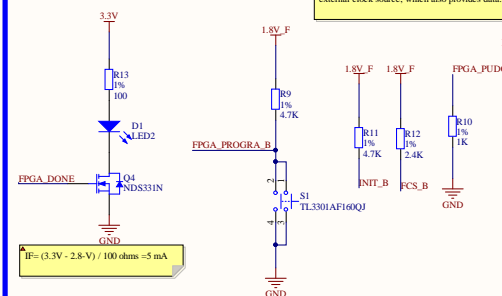 external clock source, which also provides data.
3.3V
R13
1%
100
D1
LED2
FPGA_DONE
Q4
NDS331N
GND
IF= (3.3V - 2.8-V) / 100 ohms =5 mA
1.8V_F
R9
1%
4.7K
FPGA_PROGRA_B
2
1
S1
TL3301AF160QJ
4
3
GND
1.8V_F
R11
1%
4.7K
INIT_B
1.8V_F
R12
1%
2.4K
FCS_B
FPGA_PUDC
R10
1%
1K
GND